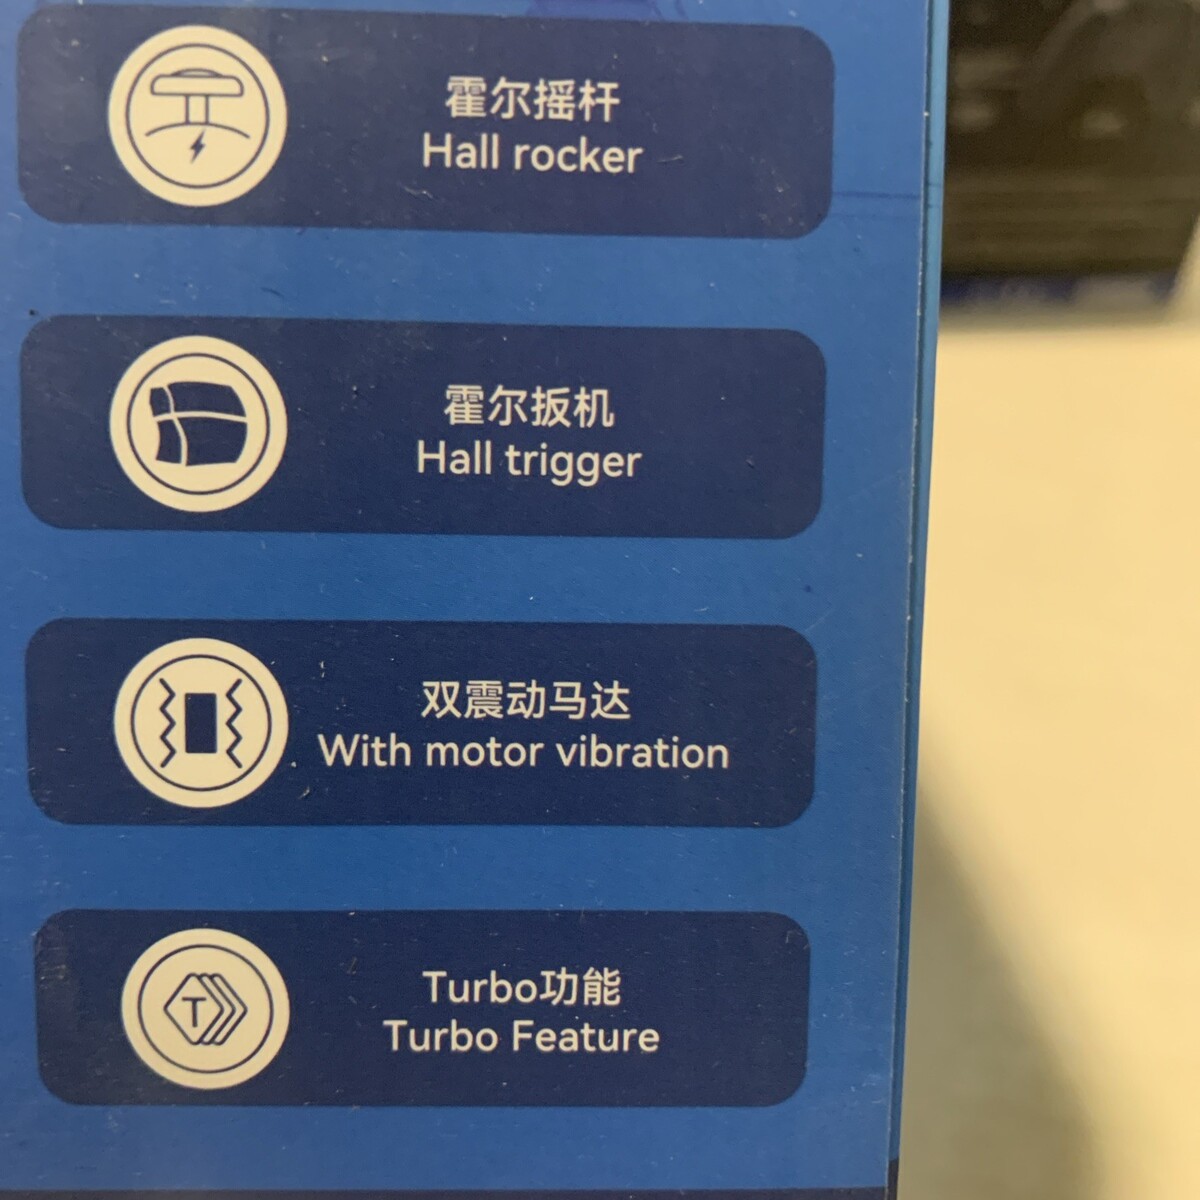 霍尔摇杆
Hall rocker
霍尔扳机
Hall trigger
双震动马达
With motor vibration
T
Turbo功能
Turbo Feature